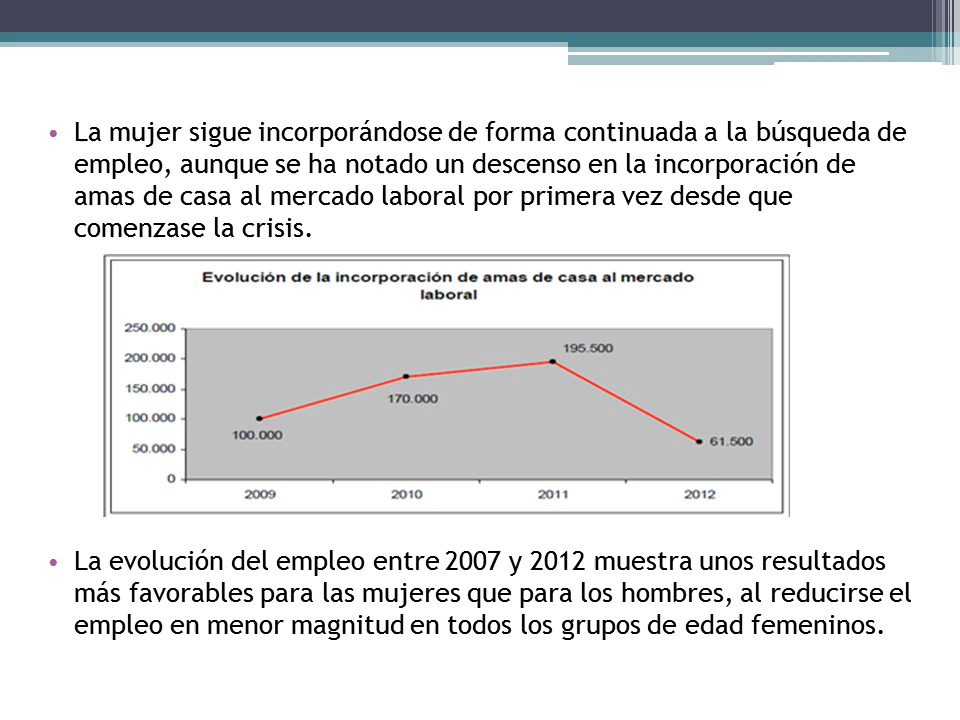 • La mujer sigue incorporándose de forma continuada a la búsqueda de
empleo, aunque se ha notado un descenso en la incorporación de
amas de casa al mercado laboral por primera vez desde que
comenzase la crisis.
Evolución de la incorporación de amas de casa al mercado
laboral
250.000
200.000
150.000
100.000
50.000
0
100.000
170.000
195.500
61.500
2009 2010 2011 2012
• La evolución del empleo entre 2007 y 2012 muestra unos resultados
más favorables para las mujeres que para los hombres, al reducirse el
empleo en menor magnitud en todos los grupos de edad femeninos.